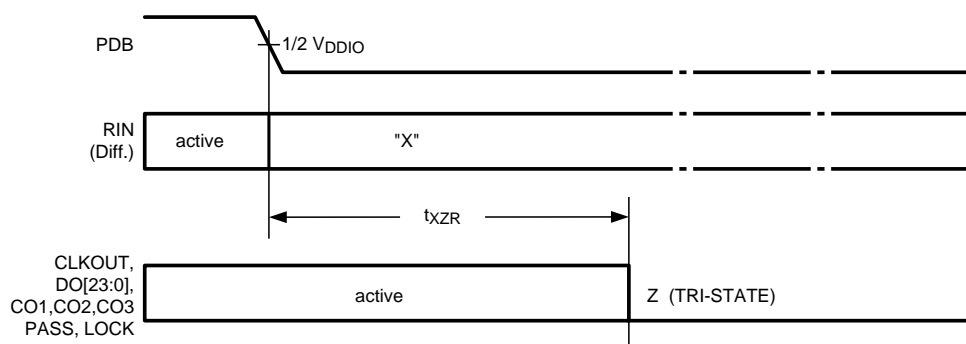 PDB
1/2 VDDIO
RIN
(Diff.)
active
"X"
tXZR
CLKOUT,
DO[23:0],
CO1,CO2,CO3
PASS, LOCK
active
Z (TRI-STATE)